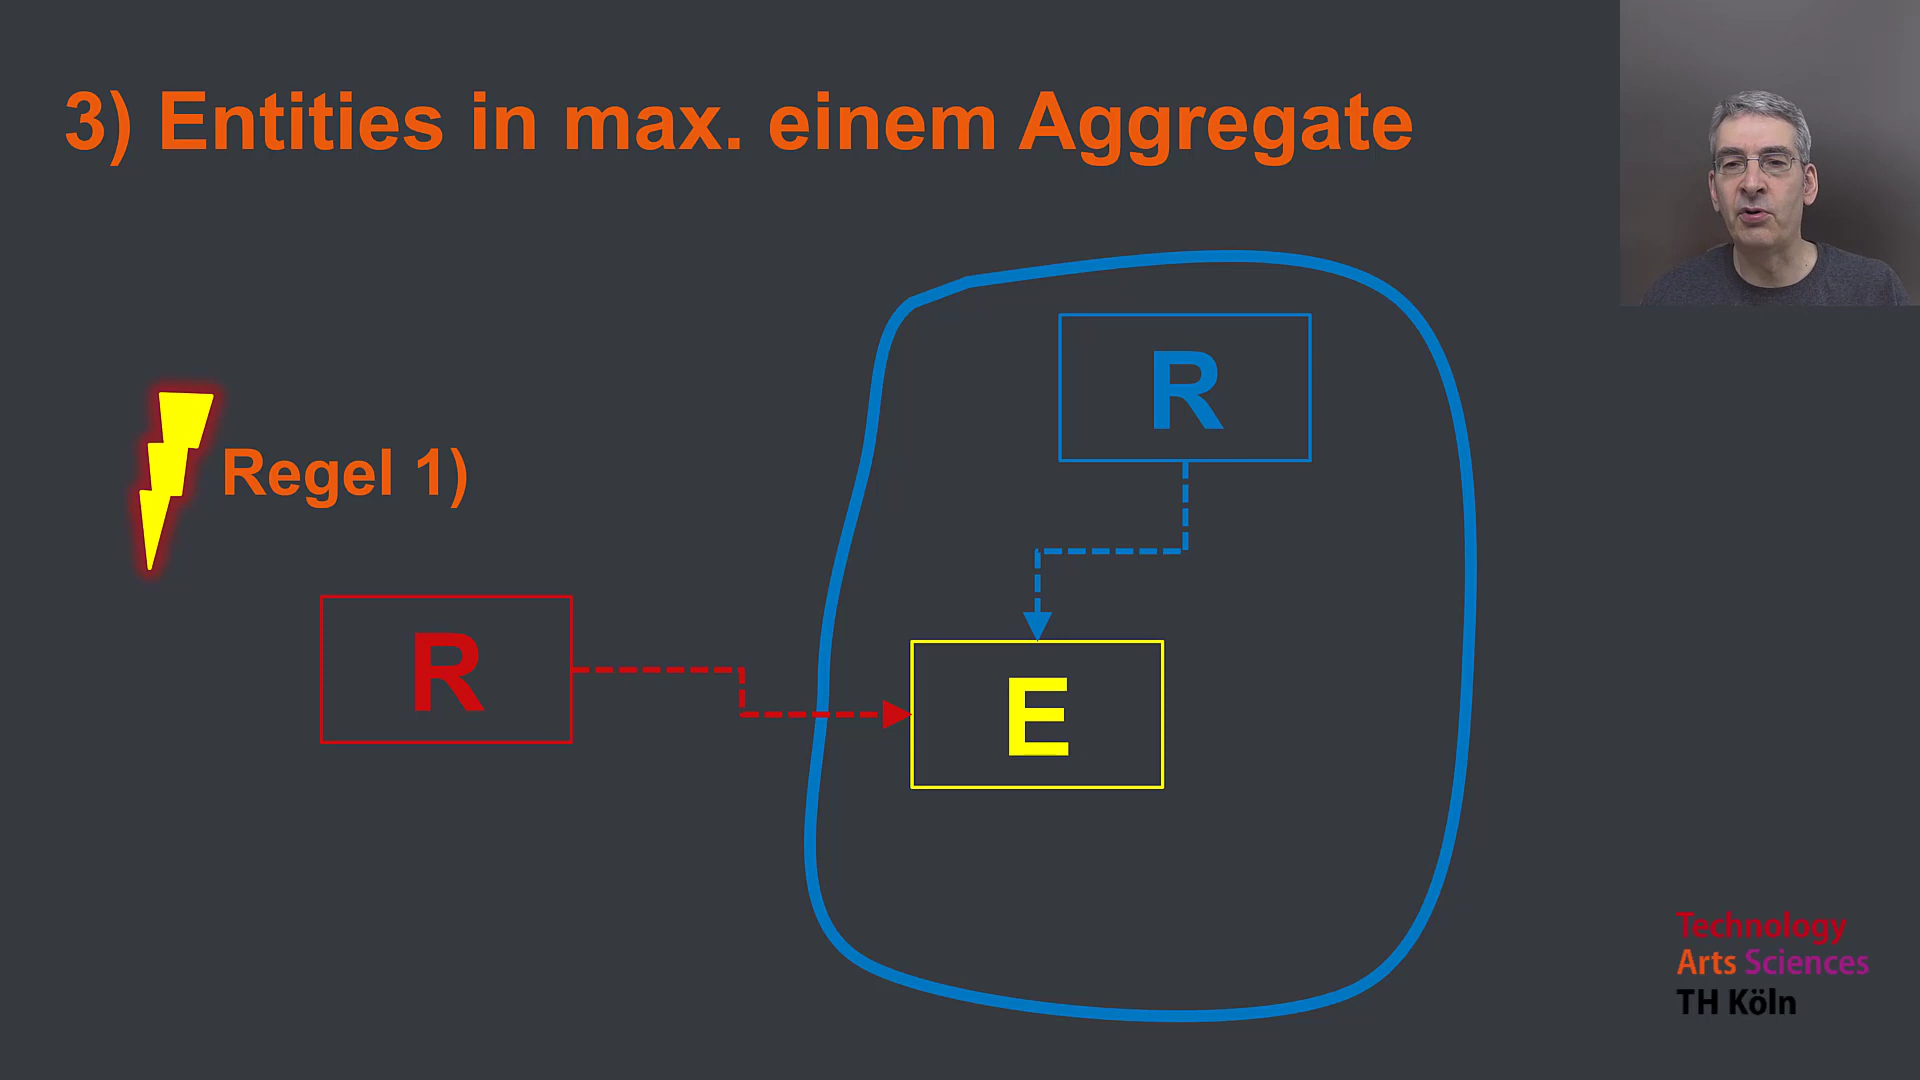 3) Entities in max. einem Aggregate
R
Regel 1)
R
E
Technology
Arts Sciences
TH Köln